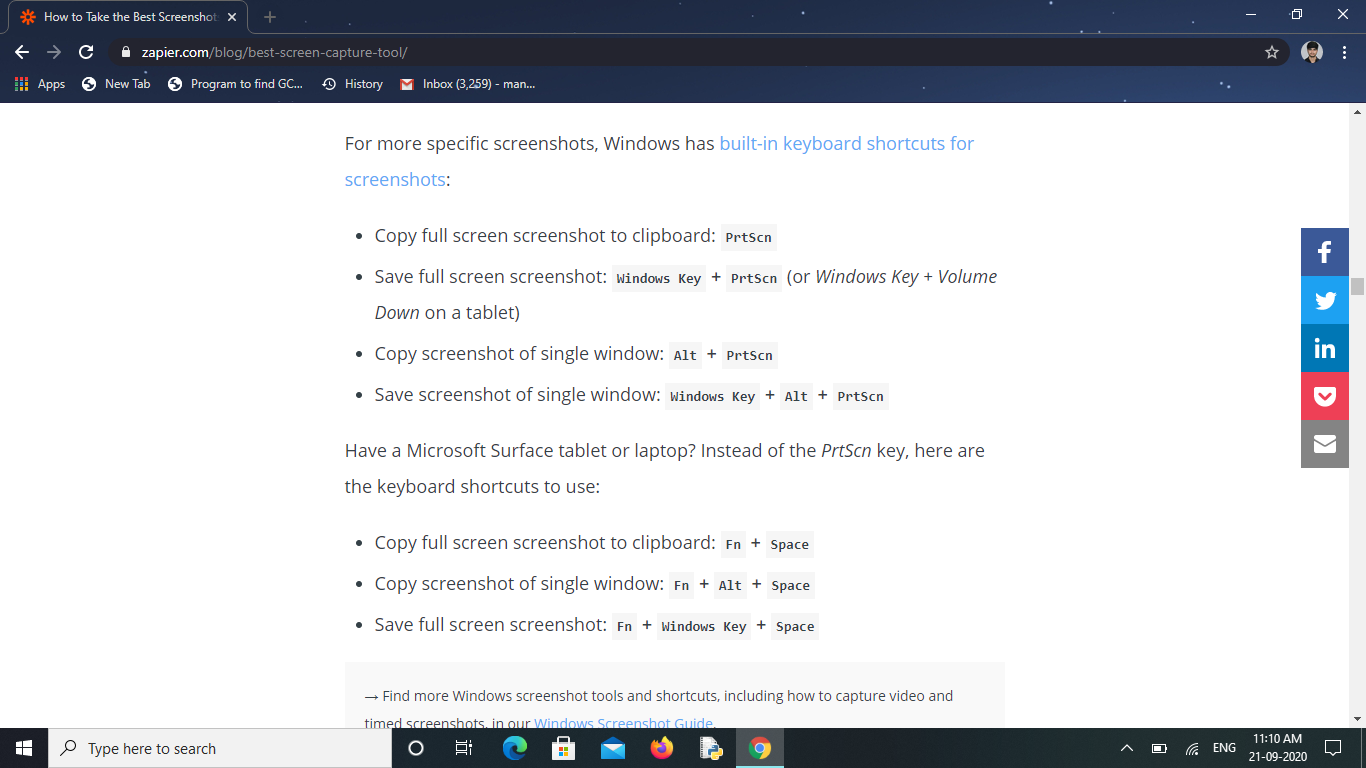 How to Take the Best Screenshot
zapier.com/blog/best-screen-capture-tool/
Apps New Tab Program to find GC... History Inbox (3,259) - man...
For more specific screenshots, Windows has built-in keyboard shortcuts for
screenshots:
• Copy full screen screenshot to clipboard: PrtScn
• Save full screen screenshot: Windows Key + PrtScn (or Windows Key + Volume
Down on a tablet)
• Copy screenshot of single window: Alt + PrtScn
• Save screenshot of single window: Windows Key + Alt + PrtScn
Have a Microsoft Surface tablet or laptop? Instead of the PrtScn key, here are
the keyboard shortcuts to use:
• Copy full screen screenshot to clipboard: Fn + Space
• Copy screenshot of single window: Fn + Alt + Space
• Save full screen screenshot: Fn + Windows Key + Space
→ Find more Windows screenshot tools and shortcuts, including how to capture video and
timed screenshots, in our Windows Screenshot Guide.
Type here to search
ENG
11:10 AM
21-09-2020